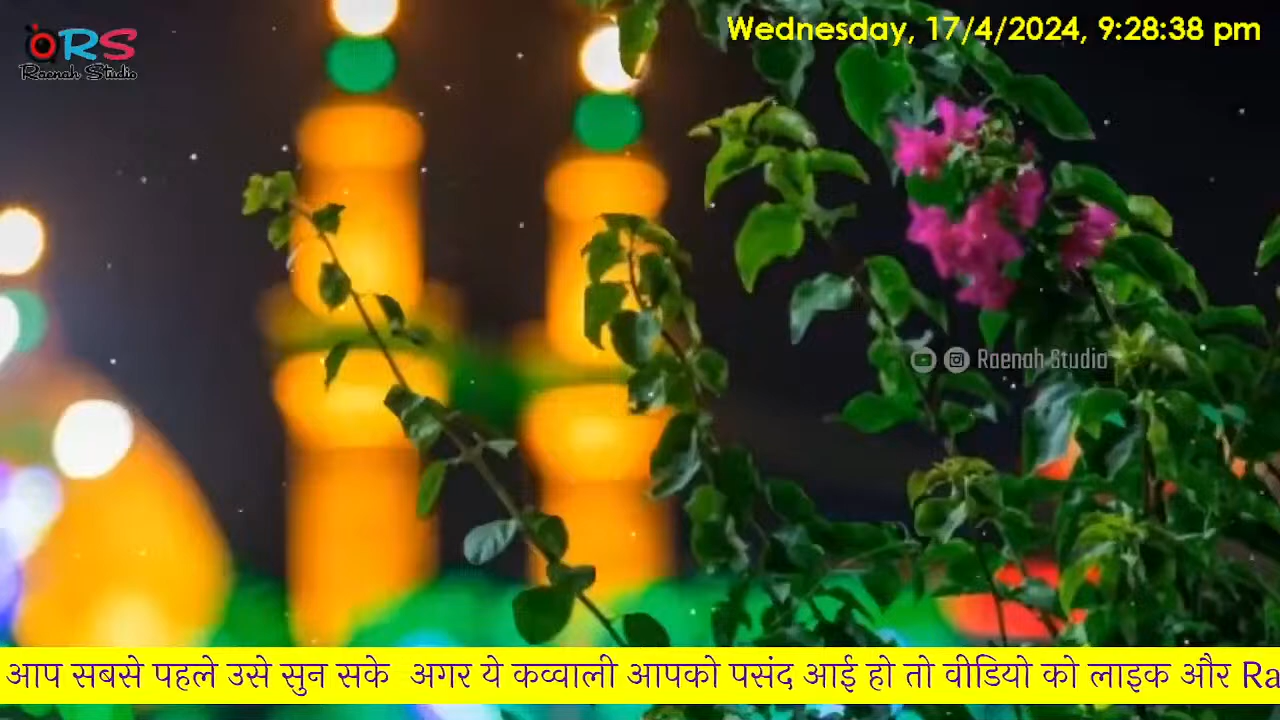 ORS
Raenah Studio
Wednesday, 17/4/2024, 9:28:38 pm
Raenah Studio
आप सबसे पहले उसे सुन सके अगर ये कव्वाली आपको पसंद आई हो तो वीडियो को लाइक और Ra